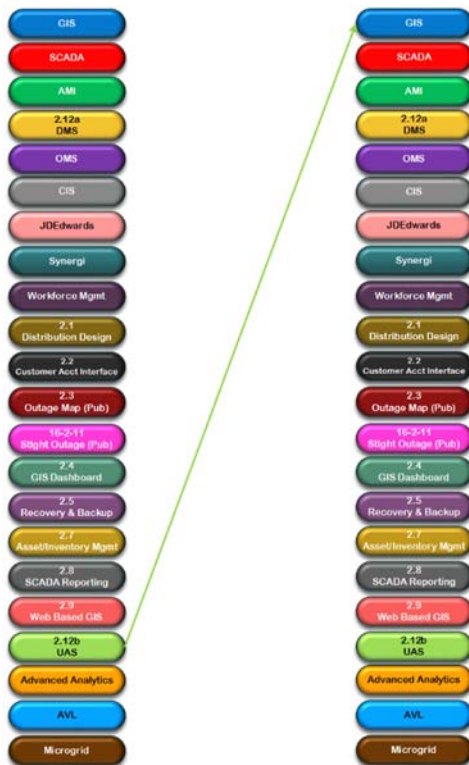 GIS
SCADA
AMI
2.12a
DMS
OMS
CIS
JDEdwards
Synergi
Workforce Mgmt
2.1
Distribution Design
2.2
Customer Acct Interface
2.3
Outage Map (Pub)
16-2-11
Stlght Outage (Pub)
2.4
GIS Dashboard
2.5
Recovery & Backup
2.7
Asset/Inventory Mgmt
2.8
SCADA Reporting
2.9
Web Based GIS
2.12b
UAS
Advanced Analytics
AVL
Microgrid
GIS
SCADA
AMI
2.12a
DMS
OMS
CIS
JDEdwards
Synergi
Workforce Mgmt
2.1
Distribution Design
2.2
Customer Acct Interface
2.3
Outage Map (Pub)
16-2-11
Stlght Outage (Pub)
2.4
GIS Dashboard
2.5
Recovery & Backup
2.7
Asset/Inventory Mgmt
2.8
SCADA Reporting
2.9
Web Based GIS
2.12b
UAS
Advanced Analytics
AVL
Microgrid